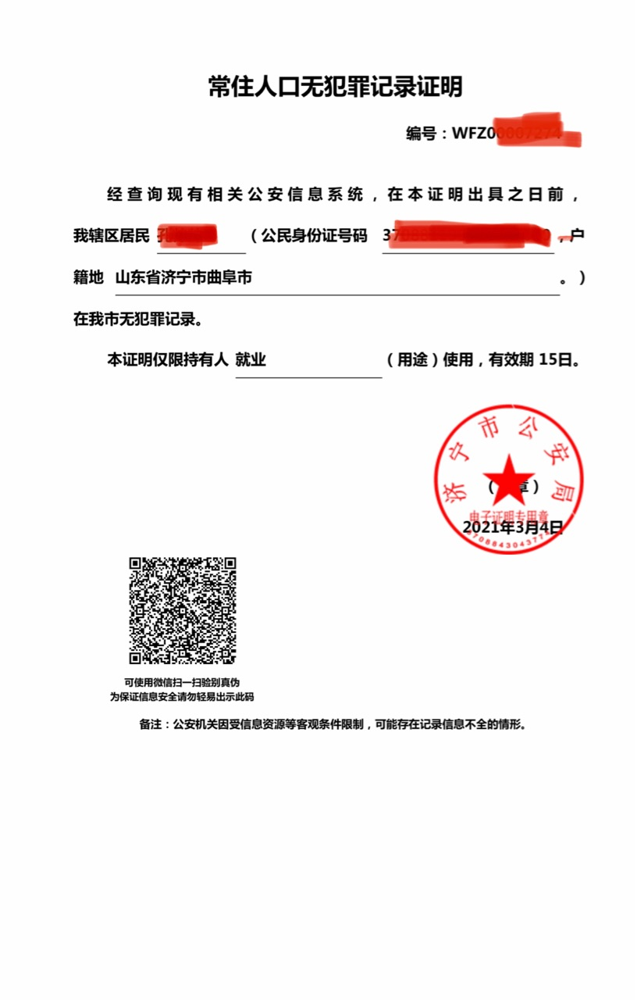 常住人口无犯罪记录证明
编号：WFZ0
经查询现有相关公安信息系统，在本证明出具之日前，
我辖区居民（公民身份证号码 37，户
籍地 山东省济宁市曲阜市。）
在我市无犯罪记录。
本证明仅限持有人 就业（用途）使用，有效期 15日。
济宁市公安局
（ 章）
电子证明专用章
2021年3月4日
可使用微信扫一扫验别真伪
为保证信息安全请勿轻易出示此码
备注：公安机关因受信息资源等客观条件限制，可能存在记录信息不全的情形。